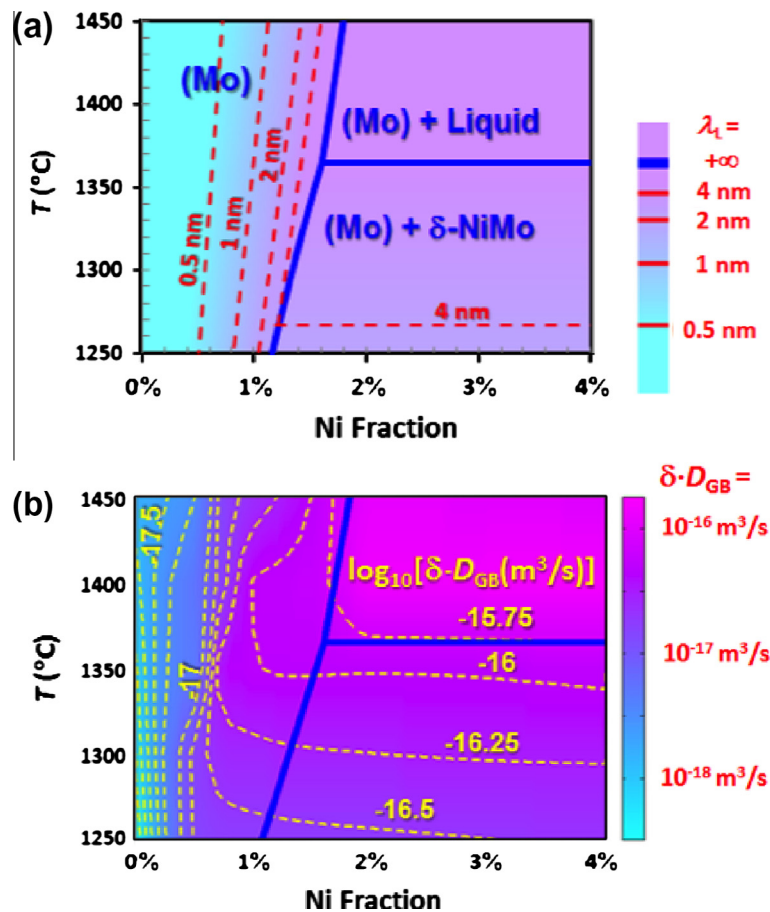 (a)
1450
1400
1350
1300
1250
T (°C)
(Mo)
(Mo) + Liquid
(Mo) + δ-NiMo
0.5 nm
1 nm
2 nm
4 nm
0% 1% 2% 3% 4%
Ni Fraction
λL =
+∞
4 nm
2 nm
1 nm
0.5 nm
(b)
1450
1400
1350
1300
1250
T (°C)
-17.5
-17
log10[δ·DGB(m³/s)]
-15.75
-16
-16.25
-16.5
0% 1% 2% 3% 4%
Ni Fraction
δ·DGB =
10⁻¹⁶ m³/s
10⁻¹⁷ m³/s
10⁻¹⁸ m³/s